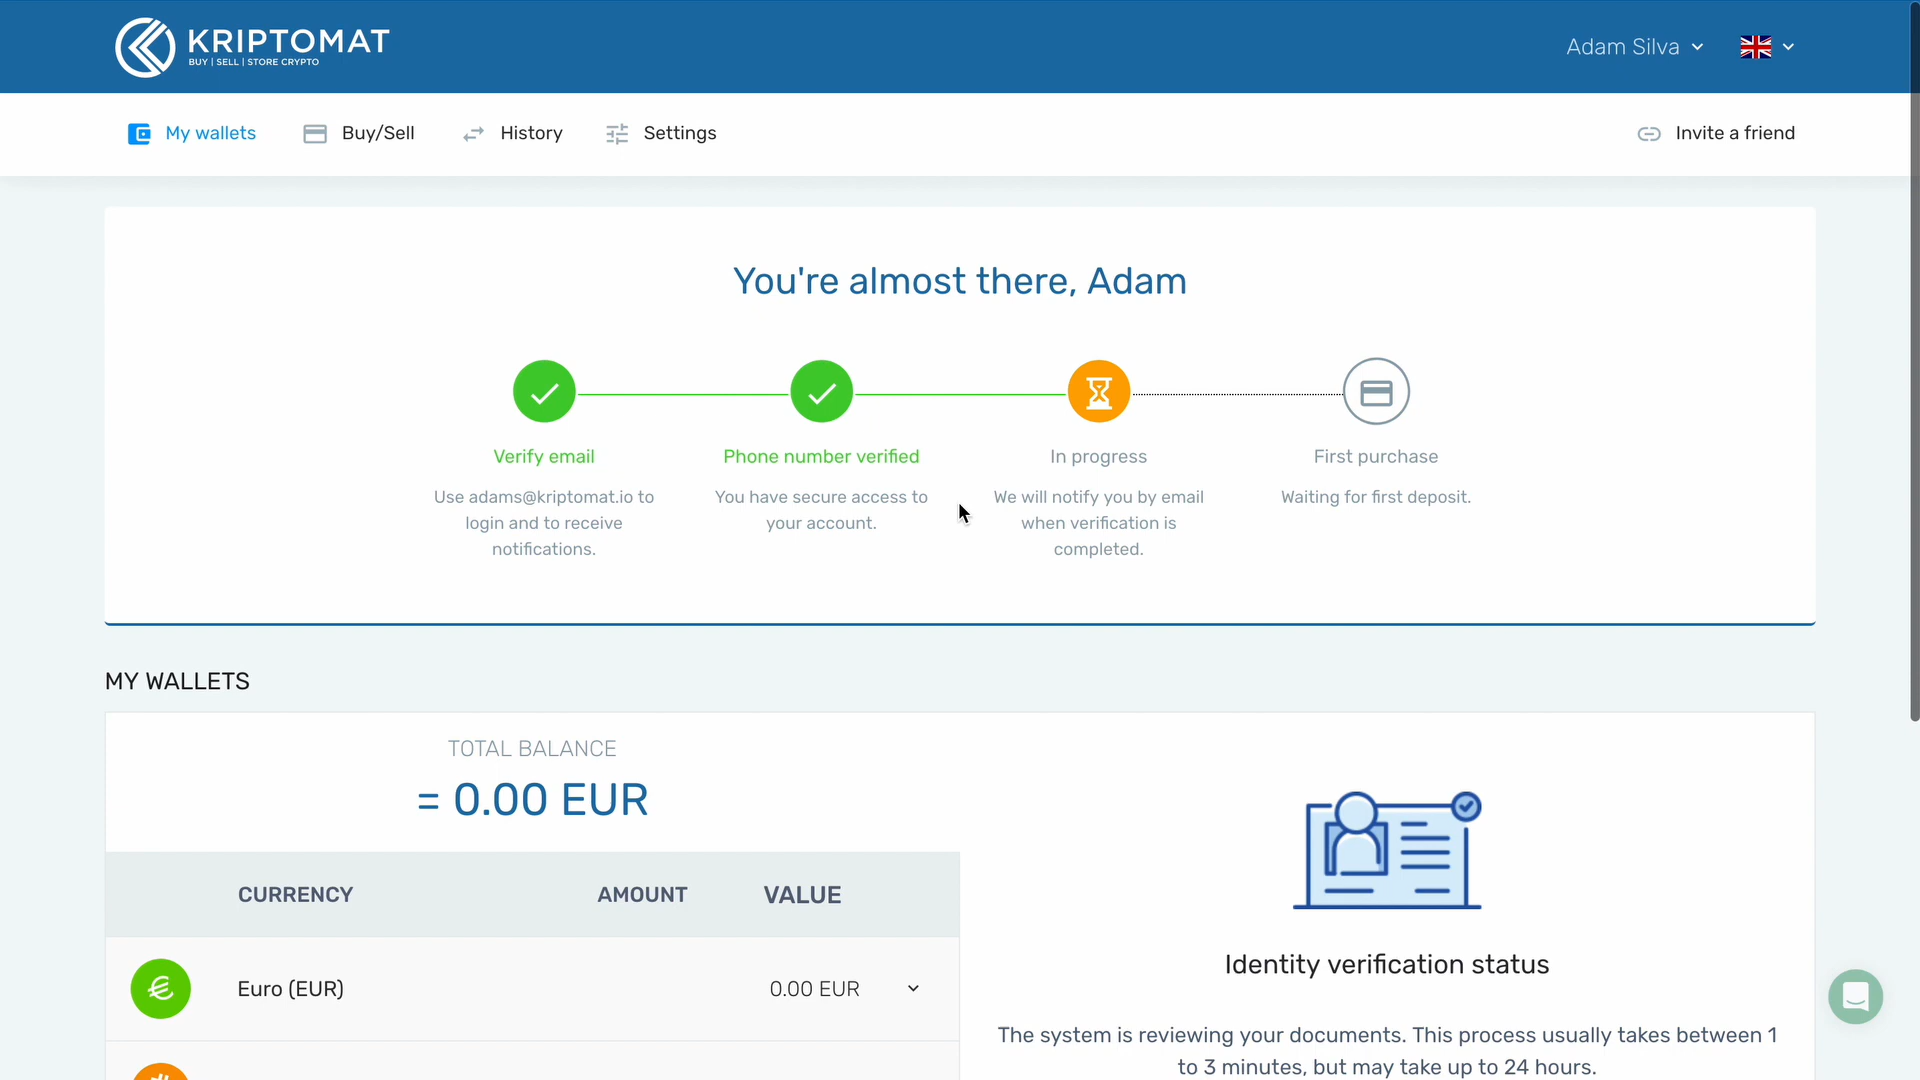 KRIPTOMAT
BUY | SELL | STORE CRYPTO
Adam Silva
My wallets
Buy/Sell
History
Settings
Invite a friend
You're almost there, Adam
Verify email
Use adams@kriptomat.io to
login and to receive
notifications.
Phone number verified
You have secure access to
your account.
In progress
We will notify you by email
when verification is
completed.
First purchase
Waiting for first deposit.
MY WALLETS
TOTAL BALANCE
= 0.00 EUR
CURRENCY AMOUNT VALUE
€ Euro (EUR) 0.00 EUR
Identity verification status
The system is reviewing your documents. This process usually takes between 1
to 3 minutes, but may take up to 24 hours.